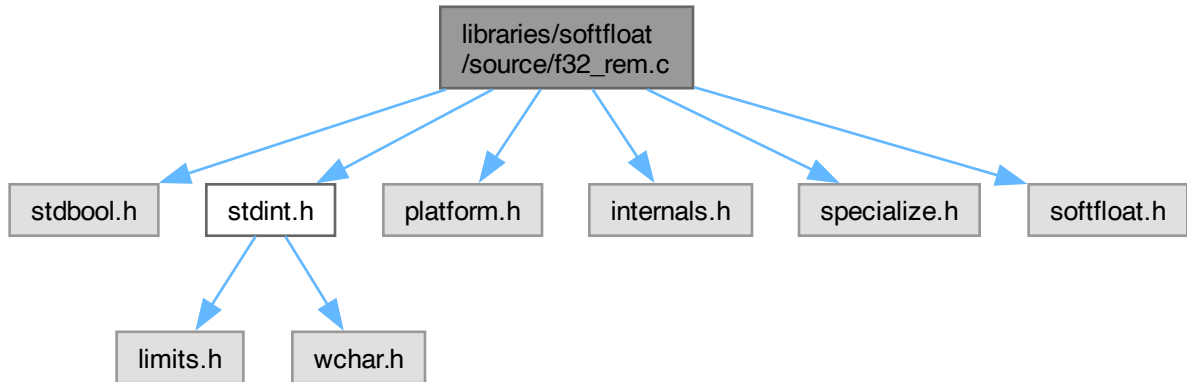 libraries/softfloat
/source/f32_rem.c
stdbool.h
stdint.h
platform.h
internals.h
specialize.h
softfloat.h
limits.h
wchar.h